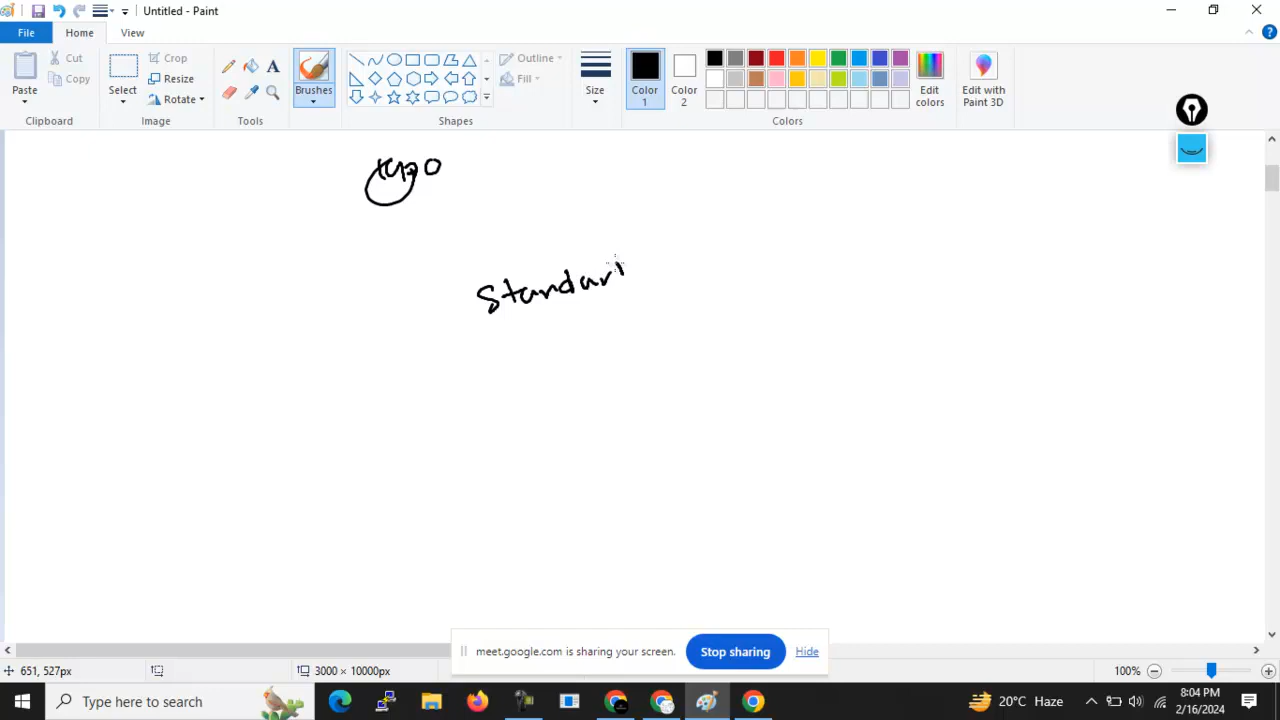 Untitled - Paint
File Home View
Paste Cut Copy
Select Crop Resize Rotate
Brushes
Outline Fill
Size
Color 1 Color 2
Edit colors
Edit with Paint 3D
Clipboard Image Tools Shapes Colors
typo
standari
meet.google.com is sharing your screen. Stop sharing Hide
651, 527px 3000 × 10000px 100%
Type here to search 20°C Haze 8:04 PM 2/16/2024